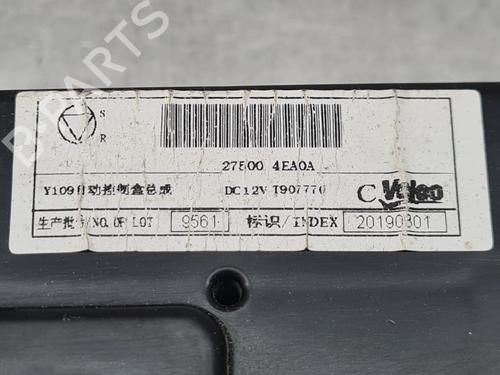 S
R
27500 4EA0A
Y109自动控制盒总成 DC12V T907770
C Valeo
生产批号/NO.OF LOT 9561 标识/INDEX 20190801
B-PARTS